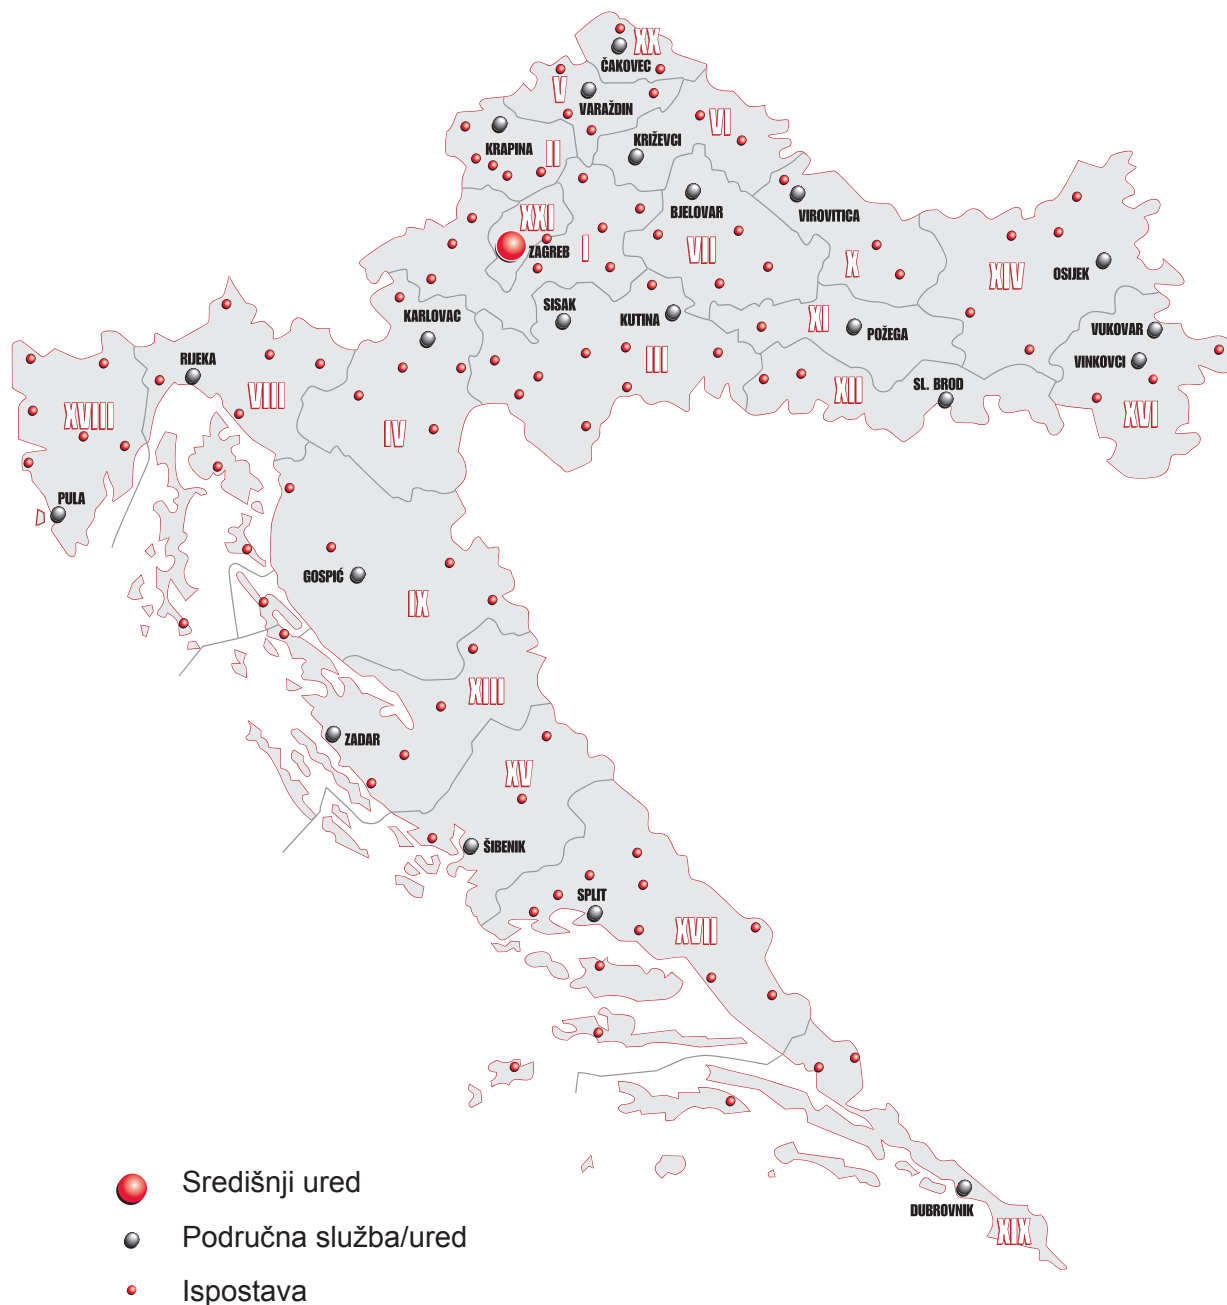 XX
ČAKOVEC
V
VARAŽDIN
VI
KRAPINA
II
KRIŽEVCI
BJELOVAR
VIROVITICA
XXI
ZAGREB
I
VII
X
XIV
OSIJEK
KARLOVAC
SISAK
KUTINA
XI
POŽEGA
VUKOVAR
VINKOVCI
RIJEKA
III
XVIII
VIII
IV
XII
SL. BROD
XVI
PULA
GOSPIĆ
IX
XIII
ZADAR
XV
ŠIBENIK
SPLIT
XVII
DUBROVNIK
XIX
Središnji ured
Područna služba/ured
Ispostava